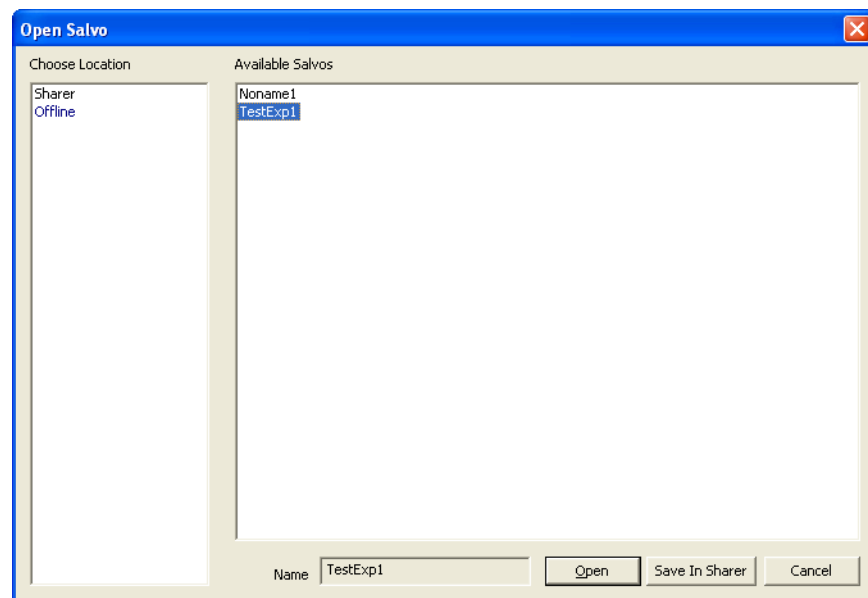 Open Salvo
Choose Location
Available Salvos
Sharer
Offline
Noname1
TestExp1
Name
TestExp1
Open
Save In Sharer
Cancel